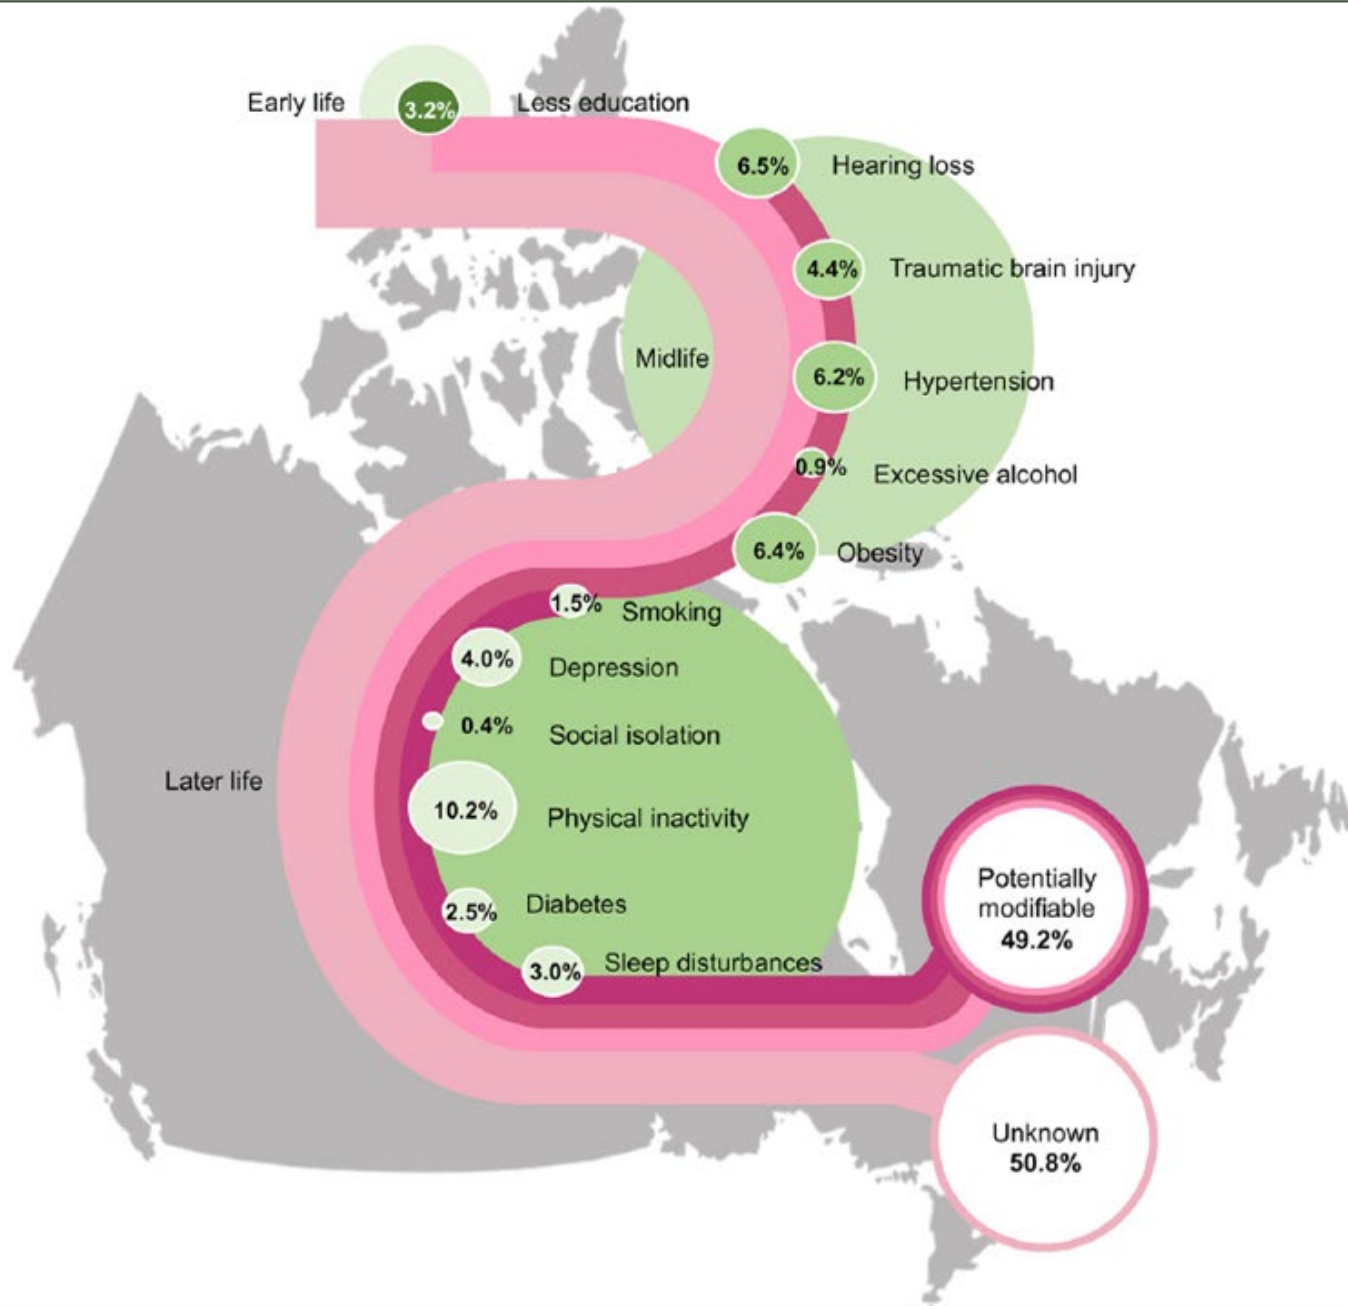 Early life
3.2%
Less education
6.5%
Hearing loss
4.4%
Traumatic brain injury
Midlife
6.2%
Hypertension
0.9%
Excessive alcohol
6.4%
Obesity
1.5%
Smoking
4.0%
Depression
0.4%
Social isolation
Later life
10.2%
Physical inactivity
2.5%
Diabetes
3.0%
Sleep disturbances
Potentially
modifiable
49.2%
Unknown
50.8%